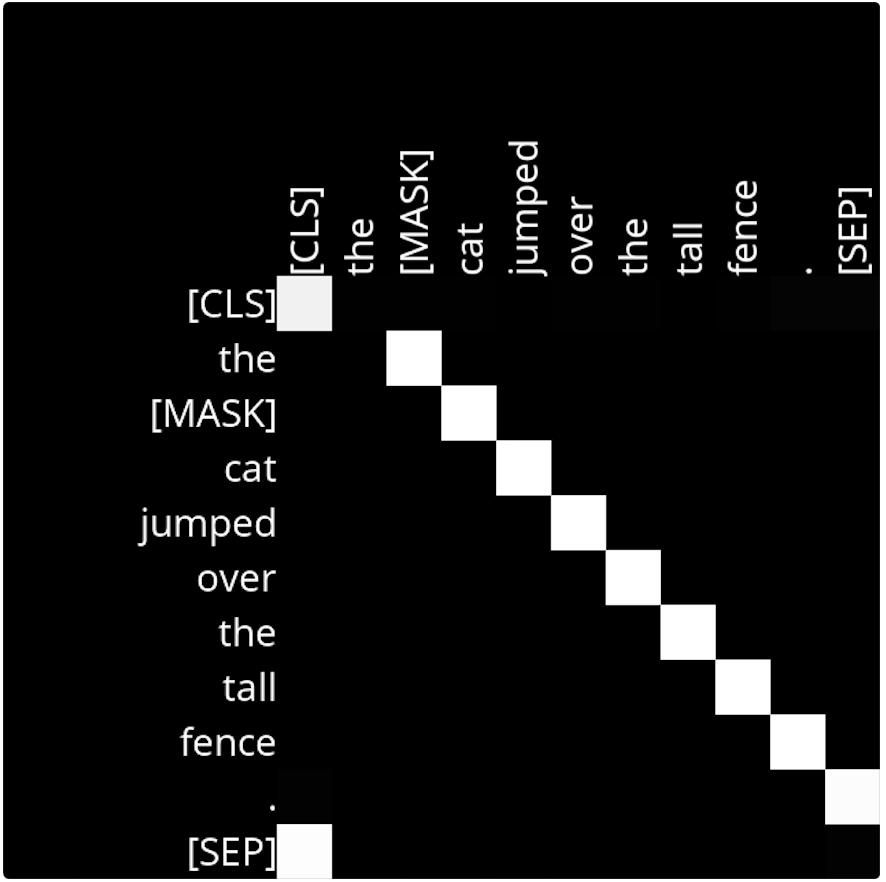 [CLS] the [MASK] cat jumped over the tall fence . [SEP]
[CLS]
the
[MASK]
cat
jumped
over
the
tall
fence
.
[SEP]